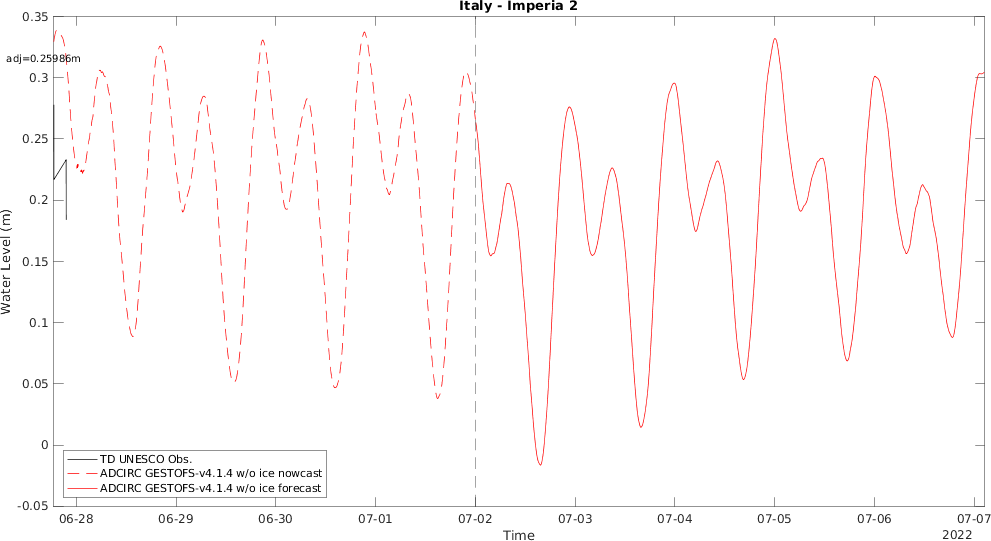 Italy - Imperia 2
0.35
adj=0.25986m
0.3
0.25
0.2
0.15
0.1
0.05
0
-0.05
Water Level (m)
TD UNESCO Obs.
ADCIRC GESTOFS-v4.1.4 w/o ice nowcast
ADCIRC GESTOFS-v4.1.4 w/o ice forecast
06-28 06-29 06-30 07-01 07-02 07-03 07-04 07-05 07-06 07-07
Time 2022